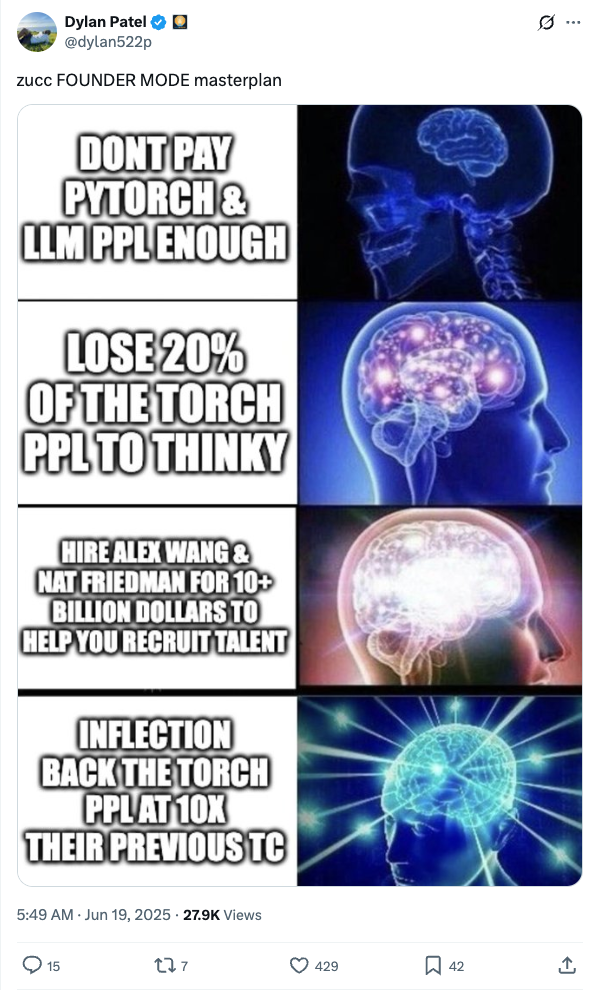 Dylan Patel
@dylan522p
zucc FOUNDER MODE masterplan
DONT PAY
PYTORCH &
LLM PPL ENOUGH
LOSE 20%
OF THE TORCH
PPL TO THINKY
HIRE ALEX WANG &
NAT FRIEDMAN FOR 10+
BILLION DOLLARS TO
HELP YOU RECRUIT TALENT
INFLECTION
BACK THE TORCH
PPL AT 10X
THEIR PREVIOUS TC
5:49 AM · Jun 19, 2025 · 27.9K Views
15 7 429 42